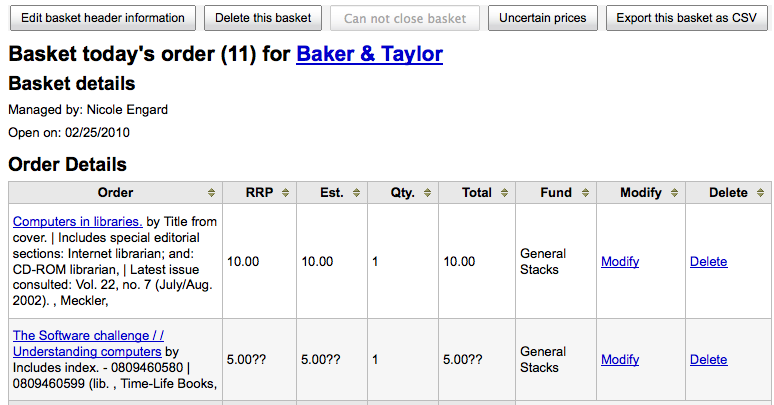 Edit basket header information Delete this basket Can not close basket Uncertain prices Export this basket as CSV
Basket today's order (11) for Baker & Taylor
Basket details
Managed by: Nicole Engard
Open on: 02/25/2010
Order Details
Order RRP Est. Qty. Total Fund Modify Delete
Computers in libraries. by Title from
cover. | Includes special editorial
sections: Internet librarian; and:
CD-ROM librarian, | Latest issue
consulted: Vol. 22, no. 7 (July/Aug.
2002). , Meckler,
10.00 10.00 1 10.00 General
Stacks Modify Delete
The Software challenge / /
Understanding computers by
Includes index. - 0809460580 |
0809460599 (lib. , Time-Life Books,
5.00?? 5.00?? 1 5.00?? General
Stacks Modify Delete